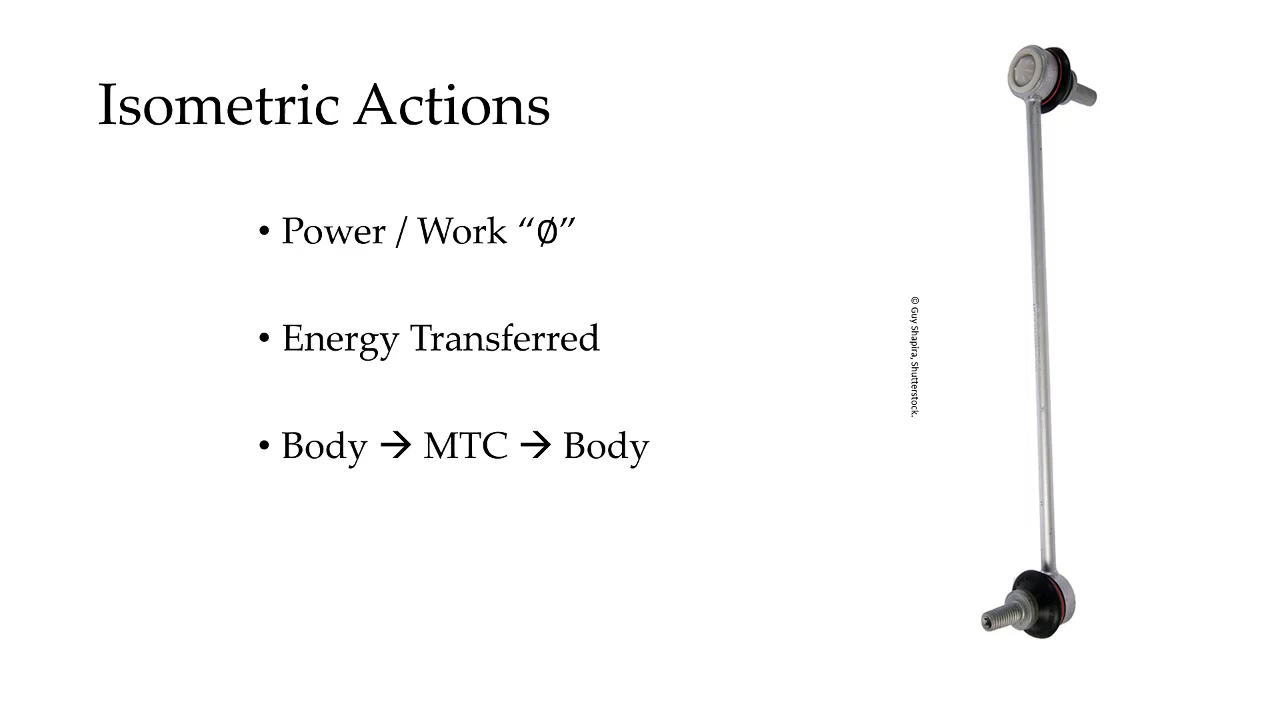 Isometric Actions
• Power / Work “∅”
• Energy Transferred
• Body → MTC → Body
© Guy Shapira, Shutterstock.